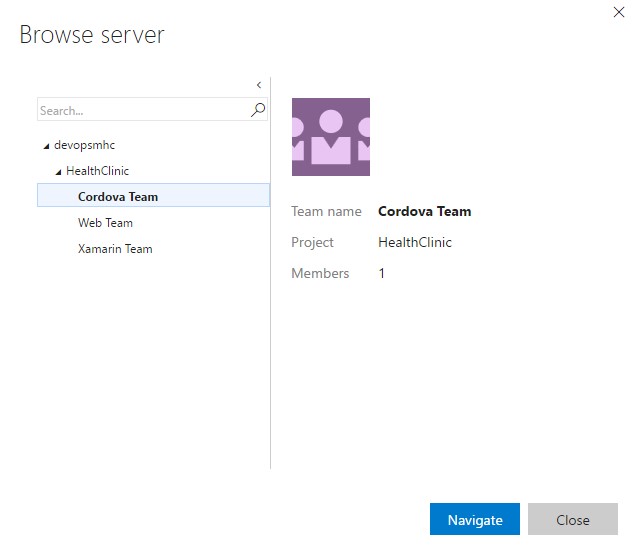 Browse server
Search...
devopsmhc
HealthClinic
Cordova Team
Web Team
Xamarin Team
Team name Cordova Team
Project HealthClinic
Members 1
Navigate Close